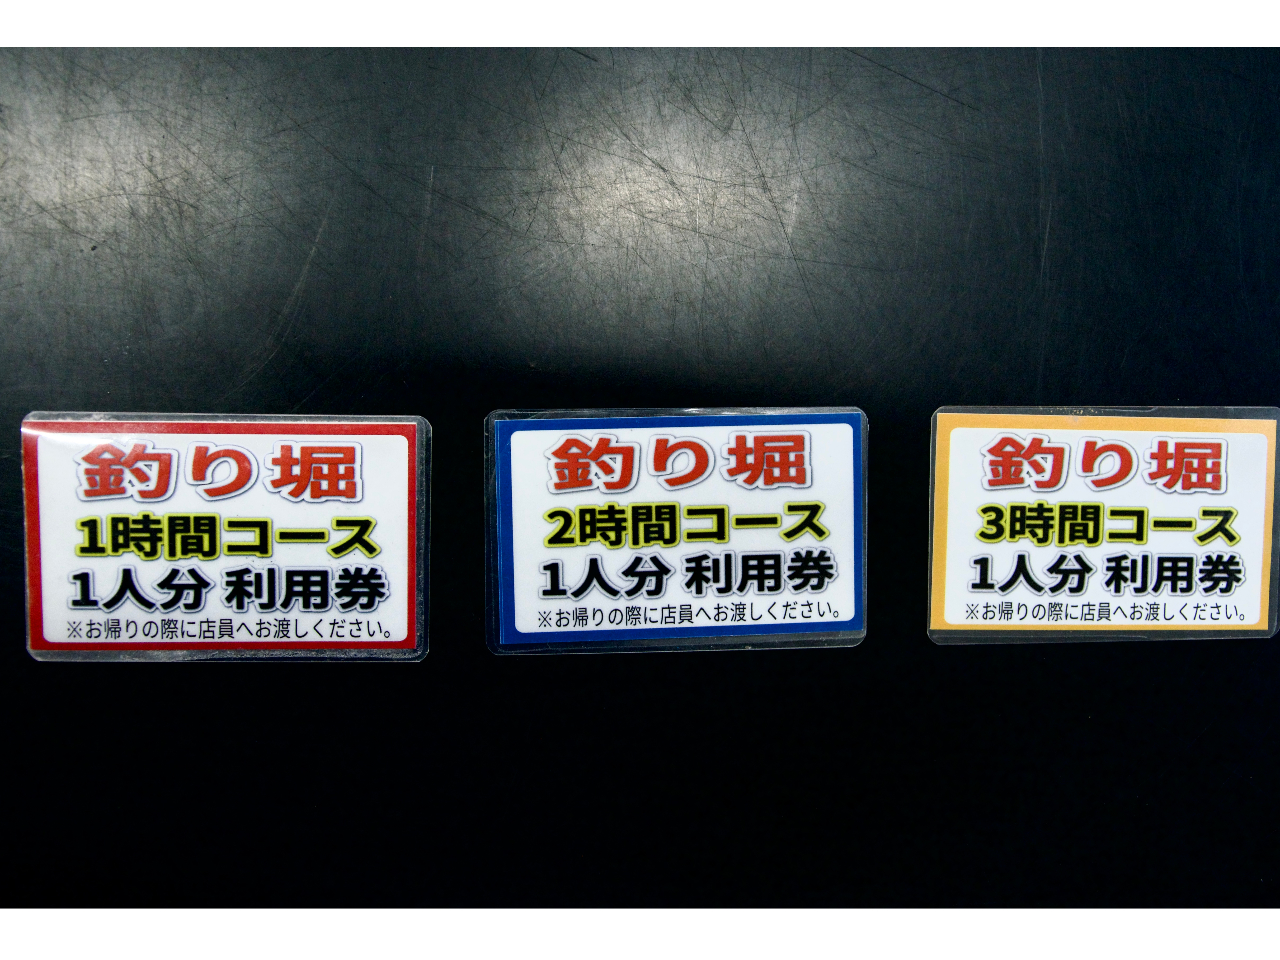 釣り堀
1時間コース
1人分 利用券
※お帰りの際に店員へお渡しください。
釣り堀
2時間コース
1人分 利用券
※お帰りの際に店員へお渡しください。
釣り堀
3時間コース
1人分 利用券
※お帰りの際に店員へお渡しください。